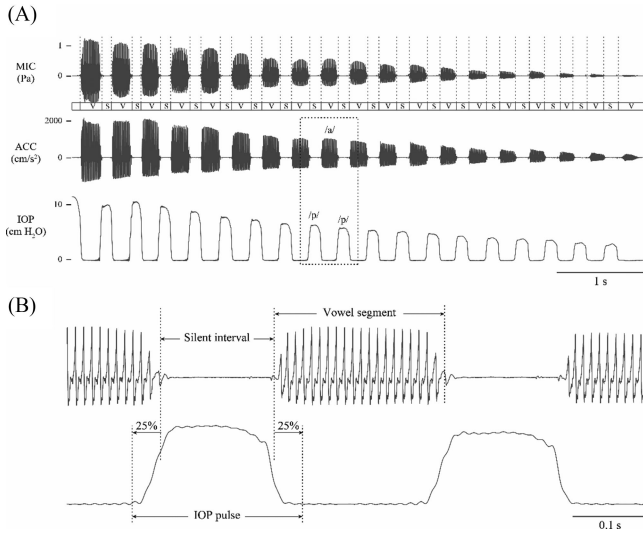 (A)
MIC
(Pa)
1
0
V S V S V S V S V S V S V S V S V S V S V S V S V S V S V S V S V S V S V
ACC
(cm/s²)
2000
0
/a/
IOP
(cm H₂O)
10
0
/p/ /p/
1 s
(B)
Silent interval
Vowel segment
25%
25%
IOP pulse
0.1 s